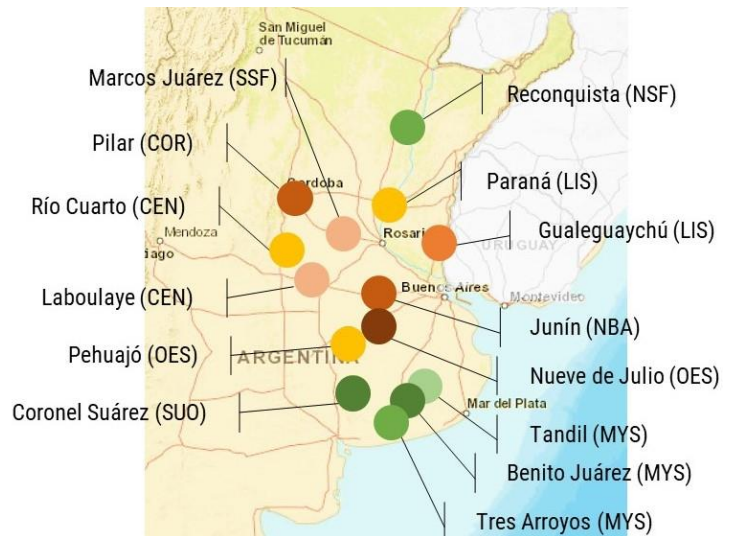 San Miguel
de Tucumán
Marcos Juárez (SSF)
Reconquista (NSF)
Pilar (COR)
Paraná (LIS)
Río Cuarto (CEN)
Mendoza
Rosari
Gualeguaychú (LIS)
URUGUAY
iago
Laboulaye (CEN)
Buenos Aires
Montevideo
Junín (NBA)
Pehuajó (OES)
ARGENTINA
Nueve de Julio (OES)
Coronel Suárez (SUO)
Mar del Plata
Tandil (MYS)
Benito Juárez (MYS)
Tres Arroyos (MYS)